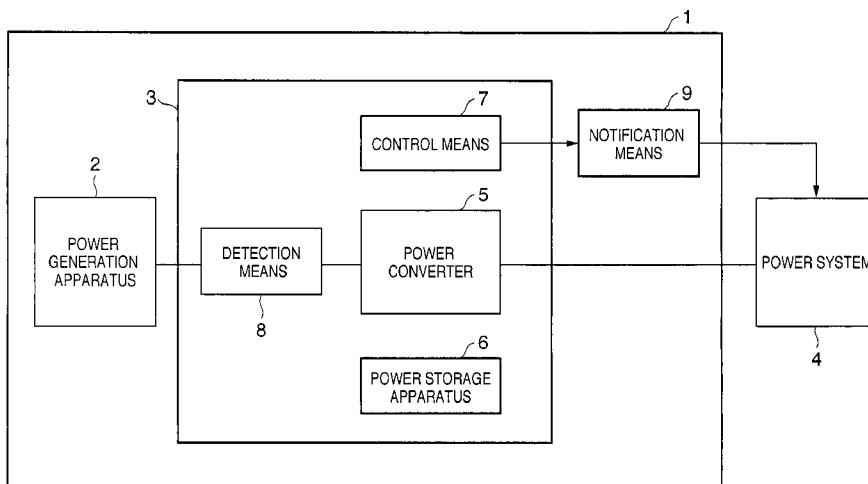 1
3
7
CONTROL MEANS
9
NOTIFICATION
MEANS
2
POWER
GENERATION
APPARATUS
DETECTION
MEANS
8
5
POWER
CONVERTER
POWER SYSTEM
4
6
POWER STORAGE
APPARATUS